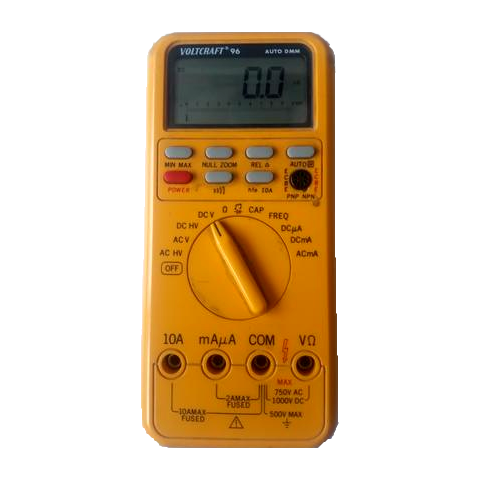 VOLTCRAFT® 96 AUTO DMM
0.0
MIN MAX NULL ZOOM REL Δ AUTO
POWER hfe 20A
PNP NPN
DC V Ω CAP FREQ
DC HV DCμA
AC V DCmA
AC HV ACmA
OFF
10A mAμA COM VΩ
MAX
2AMAX FUSED
750V AC
1000V DC
10AMAX FUSED
500V MAX